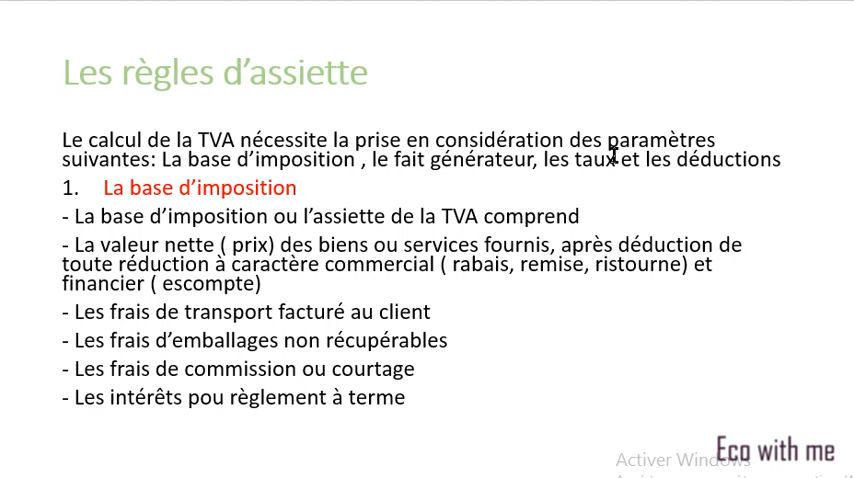 Les règles d’assiette
Le calcul de la TVA nécessite la prise en considération des paramètres
suivantes: La base d’imposition , le fait générateur, les taux et les déductions
1. La base d’imposition
- La base d’imposition ou l’assiette de la TVA comprend
- La valeur nette ( prix) des biens ou services fournis, après déduction de
toute réduction à caractère commercial ( rabais, remise, ristourne) et
financier ( escompte)
- Les frais de transport facturé au client
- Les frais d’emballages non récupérables
- Les frais de commission ou courtage
- Les intérêts pou règlement à terme
Eco with me
Activer Windows